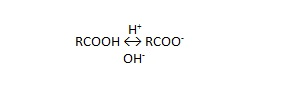 H⁺
RCOOH ↔ RCOO⁻
OH⁻